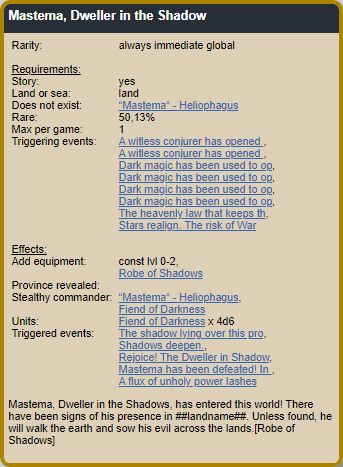 Mastema, Dweller in the Shadow
Rarity: always immediate global
Requirements:
Story: yes
Land or sea: land
Does not exist: “Mastema“ - Heliophagus
Rare: 50,13%
Max per game: 1
Triggering events: A witless conjurer has opened ,
A witless conjurer has opened ,
Dark magic has been used to op,
Dark magic has been used to op,
Dark magic has been used to op,
Dark magic has been used to op,
The heavenly law that keeps th,
Stars realign. The risk of War
Effects:
Add equipment: const lvl 0-2,
Robe of Shadows
Province revealed:
Stealthy commander: “Mastema“ - Heliophagus,
Fiend of Darkness
Units: Fiend of Darkness x 4d6
Triggered events: The shadow lying over this pro,
Shadows deepen ,
Rejoice! The Dweller in Shadow,
Mastema has been defeated! In ,
A flux of unholy power lashes
Mastema, Dweller in the Shadows, has entered this world! There
have been signs of his presence in ##landname##. Unless found, he
will walk the earth and sow his evil across the lands.[Robe of
Shadows]